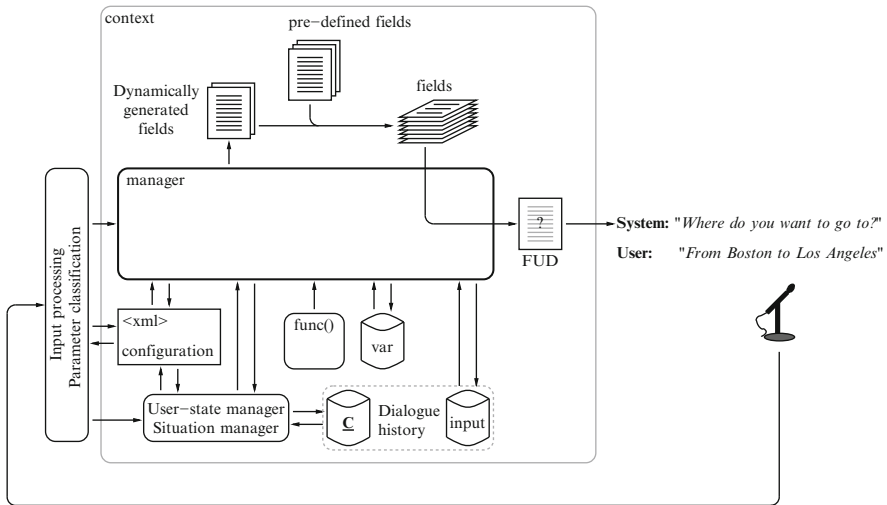 context
pre−defined fields
Dynamically
generated
fields
fields
manager
Input processing
Parameter classification
?
FUD
System: "Where do you want to go to?"
User: "From Boston to Los Angeles"
<xml>
configuration
func()
var
User−state manager
Situation manager
C
Dialogue
history
input